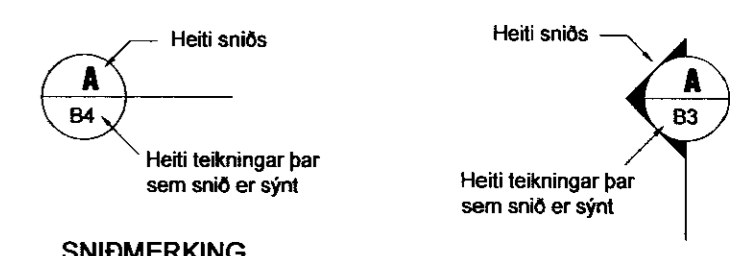 Heiti sniðs
A
B4
Heiti teikningar þar
sem snið er sýnt
Heiti sniðs
A
B3
Heiti teikningar þar
sem snið er sýnt
SNIÐMERKING